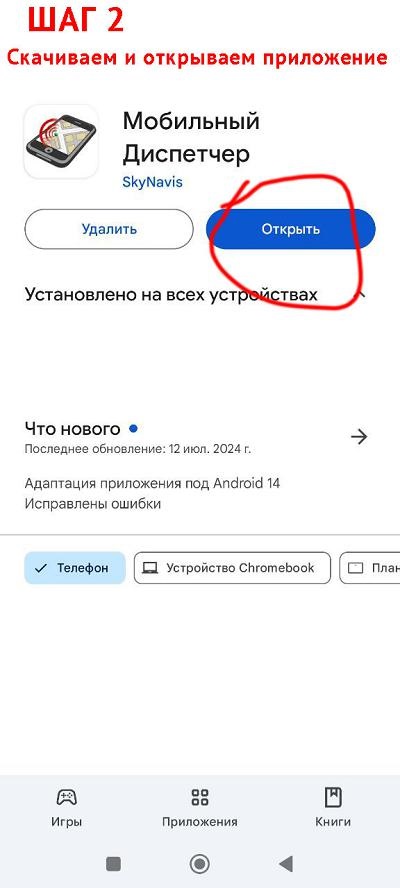 ШАГ 2
Скачиваем и открываем приложение
Мобильный
Диспетчер
SkyNavis
Удалить
Открыть
Установлено на всех устройствах
Что нового
Последнее обновление: 12 июл. 2024 г.
Адаптация приложения под Android 14
Исправлены ошибки
Телефон
Устройство Chromebook
План
Игры
Приложения
Книги